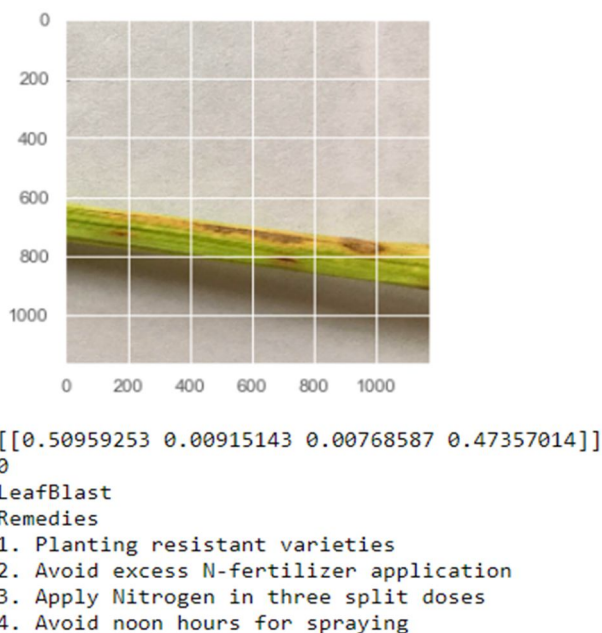 0
200
400
600
800
1000
0 200 400 600 800 1000
[[0.50959253 0.00915143 0.00768587 0.47357014]]
0
LeafBlast
Remedies
1. Planting resistant varieties
2. Avoid excess N-fertilizer application
3. Apply Nitrogen in three split doses
4. Avoid noon hours for spraying